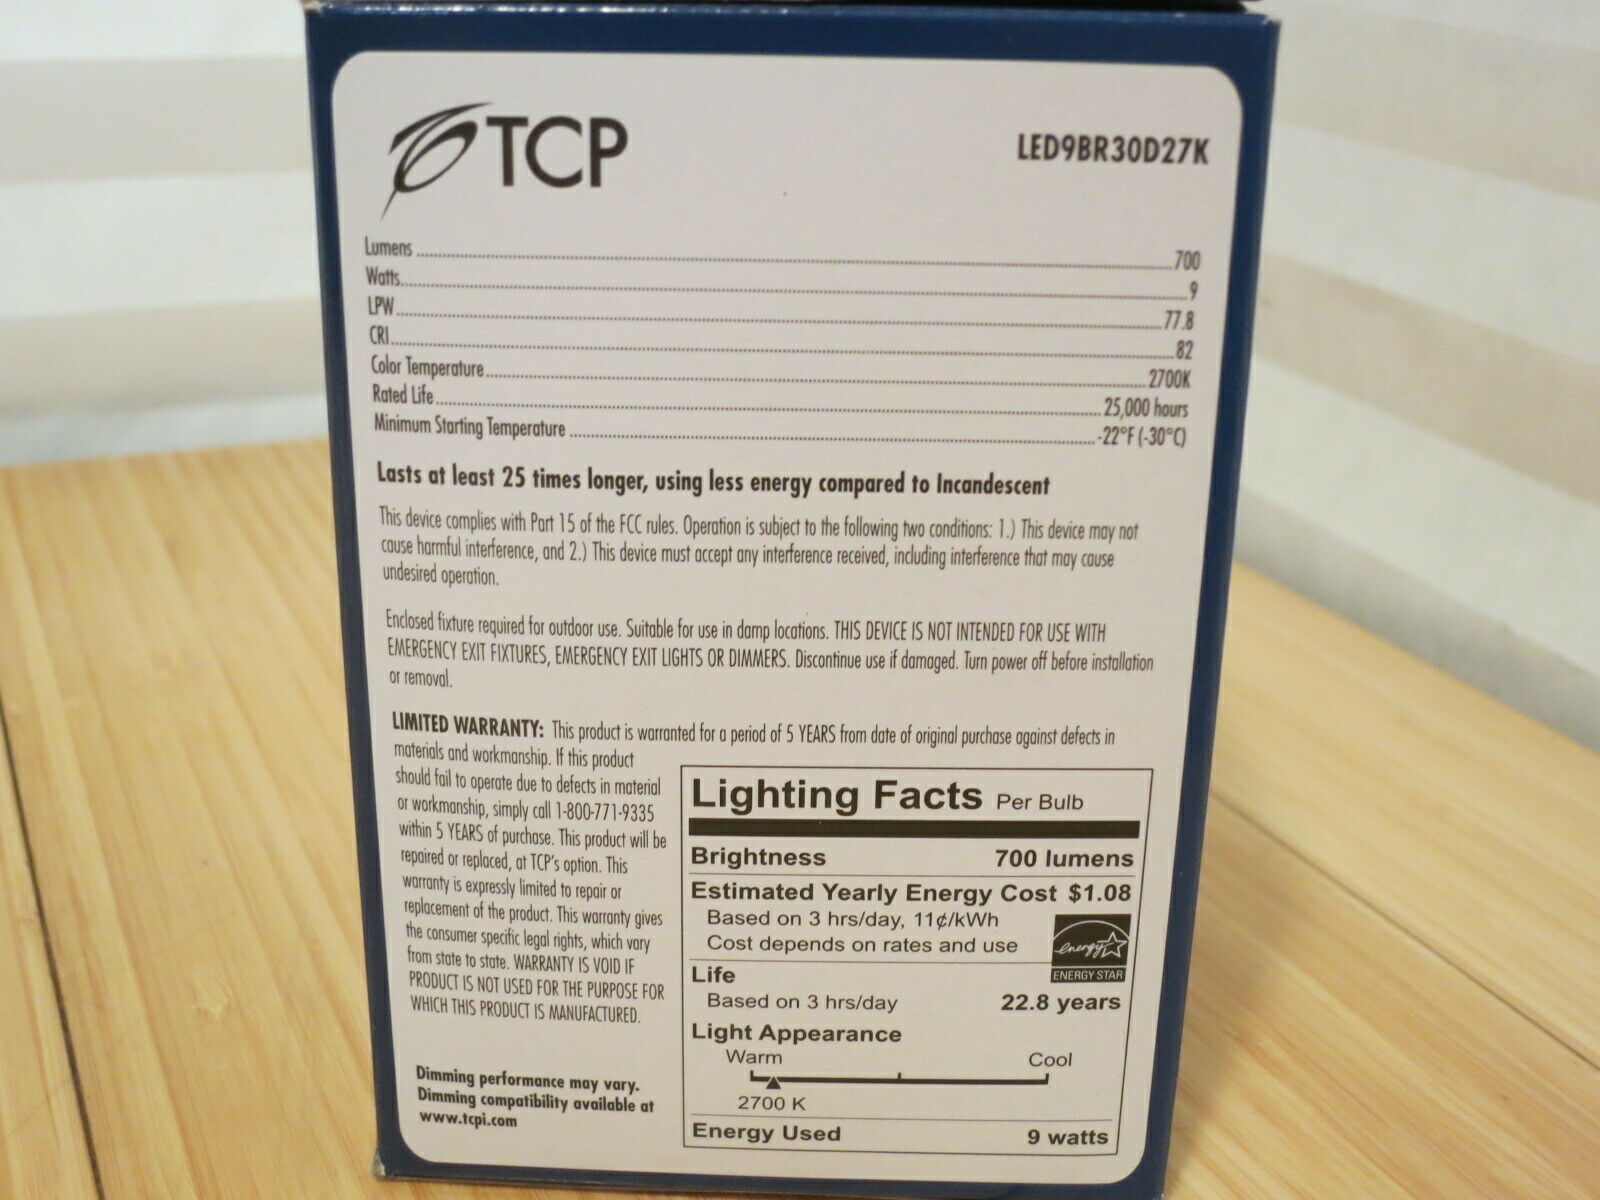 TCP
LED9BR30D27K
Lumens 700
Watts 9
LPW 77.8
CRI 82
Color Temperature 2700K
Rated Life 25,000 hours
Minimum Starting Temperature -22°F (-30°C)
Lasts at least 25 times longer, using less energy compared to Incandescent
This device complies with Part 15 of the FCC rules. Operation is subject to the following two conditions: 1.) This device may not
cause harmful interference, and 2.) This device must accept any interference received, including interference that may cause
undesired operation.
Enclosed fixture required for outdoor use. Suitable for use in damp locations. THIS DEVICE IS NOT INTENDED FOR USE WITH
EMERGENCY EXIT FIXTURES, EMERGENCY EXIT LIGHTS OR DIMMERS. Discontinue use if damaged. Turn power off before installation
or removal.
LIMITED WARRANTY: This product is warranted for a period of 5 YEARS from date of original purchase against defects in
materials and workmanship. If this product
should fail to operate due to defects in material
or workmanship, simply call 1-800-771-9335
within 5 YEARS of purchase. This product will be
repaired or replaced, at TCP's option. This
warranty is expressly limited to repair or
replacement of the product. This warranty gives
the consumer specific legal rights, which vary
from state to state. WARRANTY IS VOID IF
PRODUCT IS NOT USED FOR THE PURPOSE FOR
WHICH THIS PRODUCT IS MANUFACTURED.
Dimming performance may vary.
Dimming compatibility available at
www.tcpi.com
Lighting Facts Per Bulb
Brightness 700 lumens
Estimated Yearly Energy Cost $1.08
Based on 3 hrs/day, 11¢/kWh
Cost depends on rates and use
energy
ENERGY STAR
Life
Based on 3 hrs/day 22.8 years
Light Appearance
Warm Cool
2700 K
Energy Used 9 watts